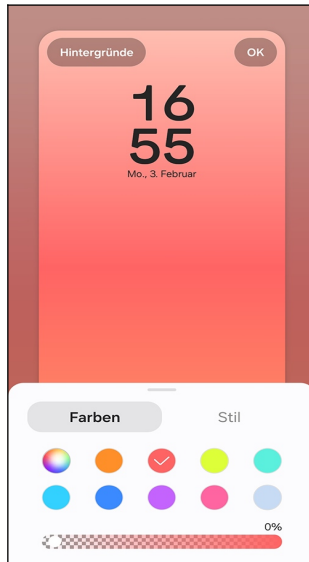 Hintergründe
OK
16
55
Mo., 3. Februar
Farben
Stil
0%